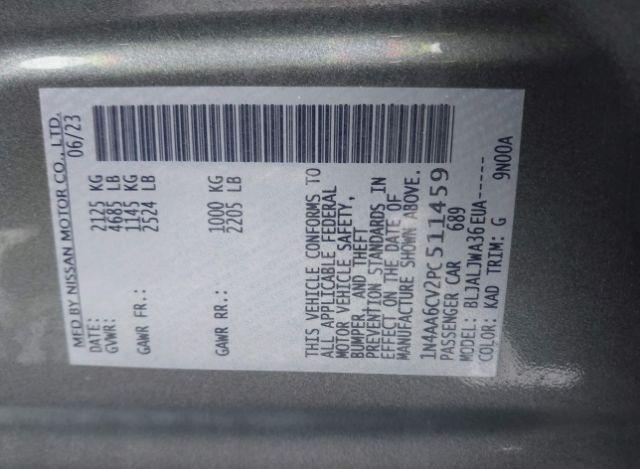 MFD BY NISSAN MOTOR CO., LTD.
DATE: 06/23
GVWR: 2125 KG
4685 LB
GAWR FR.: 1145 KG
2524 LB
GAWR RR.: 1000 KG
2205 LB
THIS VEHICLE CONFORMS TO
ALL APPLICABLE FEDERAL
MOTOR VEHICLE SAFETY,
BUMPER, AND THEFT
PREVENTION STANDARDS IN
EFFECT ON THE DATE OF
MANUFACTURE SHOWN ABOVE.
1N4AA6CV2PC511459
PASSENGER CAR 689
MODEL: BLJALJWA36EUA-----
COLOR: KAD TRIM: G 9N00A